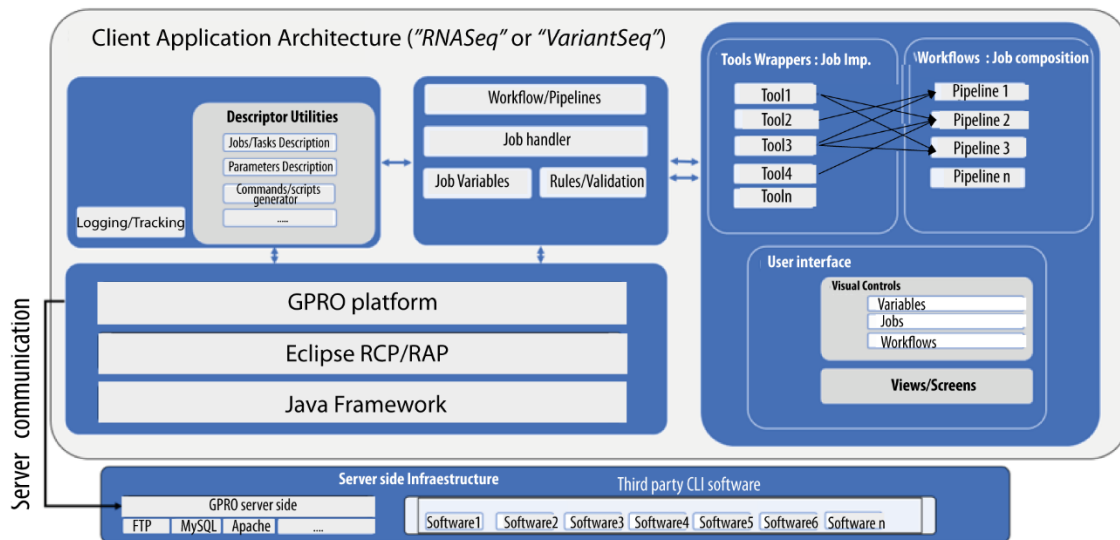 Client Application Architecture ("RNASeq" or "VariantSeq")
Descriptor Utilities
Jobs/Tasks Description
Parameters Description
Commands/scripts
generator
.....
Logging/Tracking
Workflow/Pipelines
Job handler
Job Variables
Rules/Validation
Tools Wrappers : Job Imp.
Tool1
Tool2
Tool3
Tool4
Tooln
Workflows : Job composition
Pipeline 1
Pipeline 2
Pipeline 3
Pipeline n
User interface
Visual Controls
Variables
Jobs
Workflows
Views/Screens
GPRO platform
Eclipse RCP/RAP
Java Framework
Server communication
Server side Infraestructure
GPRO server side
FTP
MySQL
Apache
....
Third party CLI software
Software1
Software2
Software3
Software4
Software5
Software6
Software n